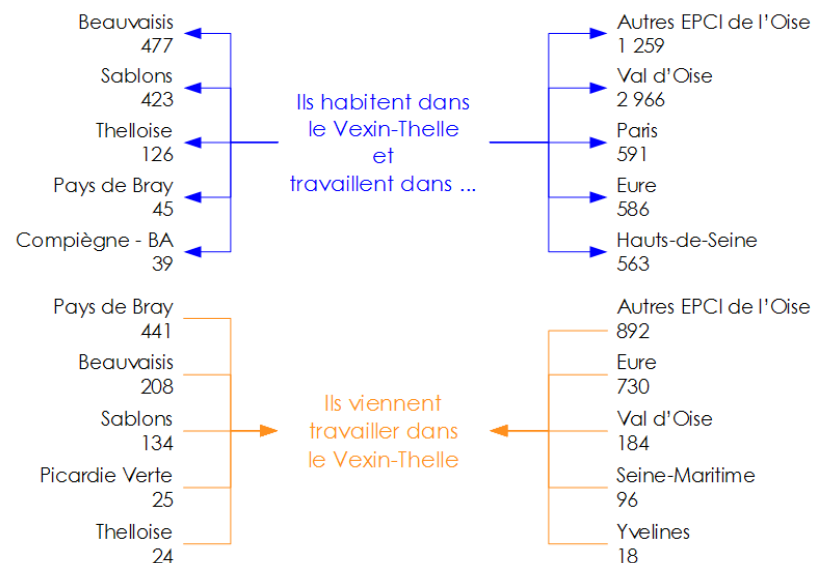 Beauvaisis
477
Sablons
423
Thelloise
126
Pays de Bray
45
Compiègne - BA
39
Ils habitent dans
le Vexin-Thelle
et
travaillent dans ...
Autres EPCI de l'Oise
1 259
Val d'Oise
2 966
Paris
591
Eure
586
Hauts-de-Seine
563
Pays de Bray
441
Beauvaisis
208
Sablons
134
Picardie Verte
25
Thelloise
24
Ils viennent
travailler dans
le Vexin-Thelle
Autres EPCI de l'Oise
892
Eure
730
Val d'Oise
184
Seine-Maritime
96
Yvelines
18